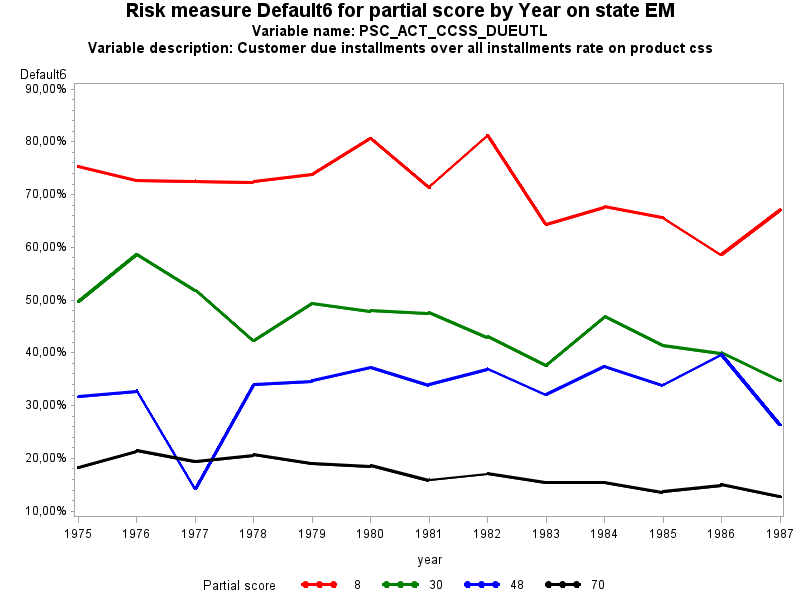 Risk measure Default6 for partial score by Year on state EM
Variable name: PSC_ACT_CCSS_DUEUTL
Variable description: Customer due installments over all installments rate on product css
Default6
90,00%
80,00%
70,00%
60,00%
50,00%
40,00%
30,00%
20,00%
10,00%
1975 1976 1977 1978 1979 1980 1981 1982 1983 1984 1985 1986 1987
year
Partial score 8 30 48 70